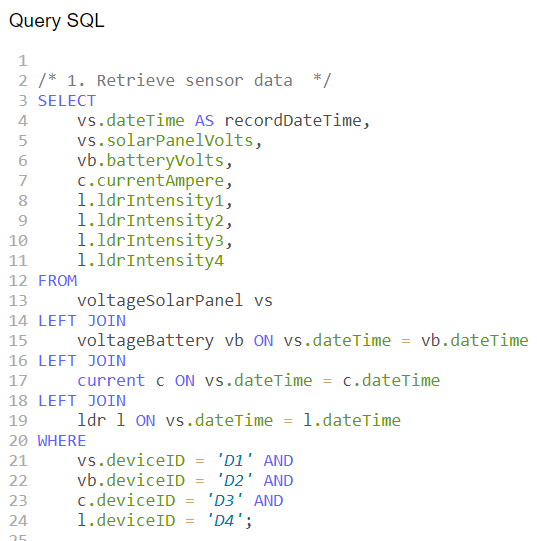 Query SQL
1
2 /* 1. Retrieve sensor data  */
3 SELECT
4     vs.dateTime AS recordDateTime,
5     vs.solarPanelVolts,
6     vb.batteryVolts,
7     c.currentAmpere,
8     l.ldrIntensity1,
9     l.ldrIntensity2,
10     l.ldrIntensity3,
11     l.ldrIntensity4
12 FROM
13     voltageSolarPanel vs
14 LEFT JOIN
15     voltageBattery vb ON vs.dateTime = vb.dateTime
16 LEFT JOIN
17     current c ON vs.dateTime = c.dateTime
18 LEFT JOIN
19     ldr l ON vs.dateTime = l.dateTime
20 WHERE
21     vs.deviceID = 'D1' AND
22     vb.deviceID = 'D2' AND
23     c.deviceID = 'D3' AND
24     l.deviceID = 'D4';
25